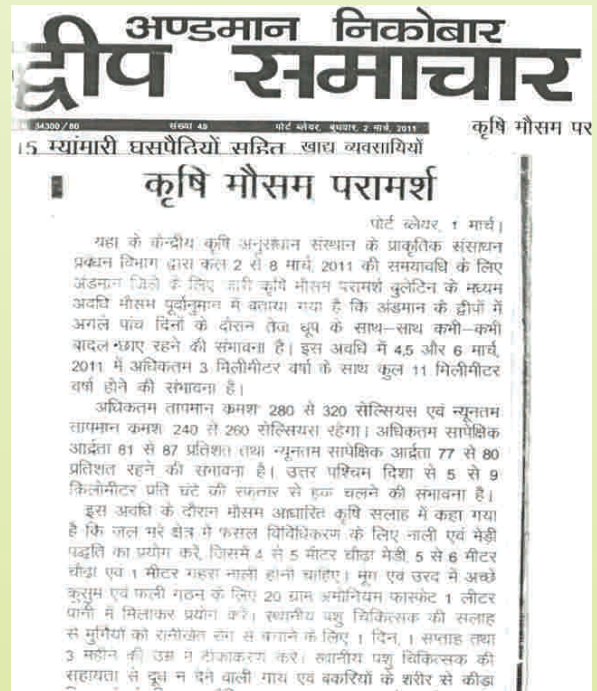 अण्डमान निकोबार
द्वीप समाचार
34300/80 संख्या 49 पोर्ट ब्लेयर, बुधवार, 2 मार्च, 2011
कृषि मौसम पर
15 म्यांमारी घसपैतियों सहित खाद्य व्यवसायियों
कृषि मौसम परामर्श
पोर्ट ब्लेयर, 1 मार्च।
यहा के केन्द्रीय कृषि अनुसंधान संस्थान के प्राकृतिक संसाधन
प्रबंधन विभाग द्वारा कल 2 से 8 मार्च, 2011 की समयावधि के लिए
अंडमान जिले के लिए जारी कृषि मौसम परामर्श बुलेटिन के मध्यम
अवधि मौसम पूर्वानुमान में बताया गया है कि अंडमान के द्वीपों में
अगले पांच दिनों के दौरान तेज धूप के साथ-साथ कभी-कभी
बादल छाए रहने की संभावना है। इस अवधि में 4,5 और 6 मार्च,
2011 में अधिकतम 3 मिलीमीटर वर्षा के साथ कुल 11 मिलीमीटर
वर्षा होने की संभावना है।
अधिकतम तापमान कमश 280 से 320 सेल्सियस एवं न्यूनतम
तापमान कमश 240 से 260 सेल्सियस रहेगा। अधिकतम सापेक्षिक
आर्द्रता 81 से 87 प्रतिशत तथा न्यूनतम सापेक्षिक आर्द्रता 77 से 80
प्रतिशत रहने की संभावना है। उत्तर पश्चिम दिशा से 5 से 9
किलोमीटर प्रति घंटे की रफ्तार से हवा चलने की संभावना है।
इस अवधि के दौरान मौसम आधारित कृषि सलाह में कहा गया
है कि जल भरे क्षेत्र में फसल विविधिकरण के लिए नाली एवं मेड़ी
पद्धति का प्रयोग करें, जिसमें 4 से 5 मीटर चौड़ा मेडी, 5 से 6 मीटर
चौड़ा एवं 1 मीटर गहरा नाली होनी चाहिए। मूंग एवं उरद में अच्छे
कुसुम एवं फली गठन के लिए 20 ग्राम अमोनियम फास्फेट 1 लीटर
पानी में मिलाकर प्रयोग करें। स्थानीय पशु चिकित्सक की सलाह
से मुर्गियों को रानीखेत रोग से बचाने के लिए 1 दिन, 1 सप्ताह तथा
3 महीने की उम्र में टीकाकरण करें। स्थानीय पशु चिकित्सक की
सहायता से दूध न देने वाली गाय एवं बकरियों के शरीर से कीडा